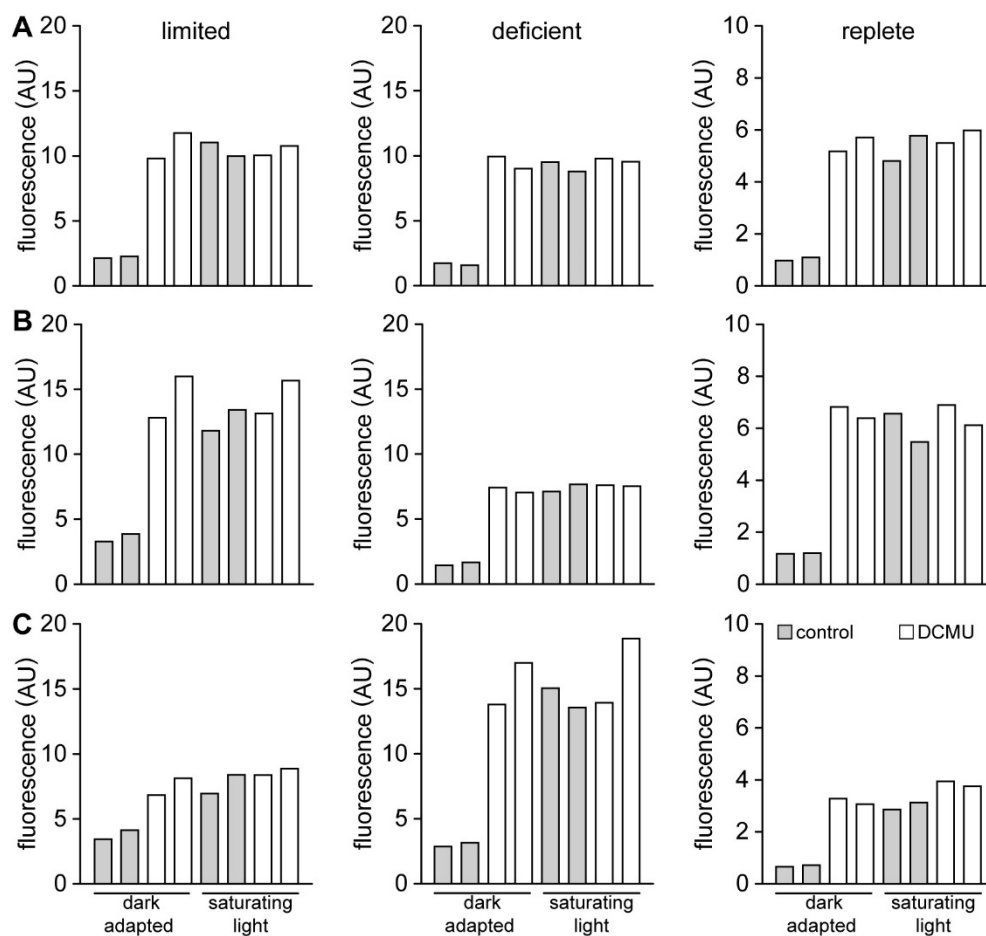 A
limited
deficient
replete
fluorescence (AU)
20
15
10
5
0
fluorescence (AU)
20
15
10
5
0
fluorescence (AU)
10
8
6
4
2
0
B
fluorescence (AU)
20
15
10
5
0
fluorescence (AU)
20
15
10
5
0
fluorescence (AU)
10
8
6
4
2
0
C
fluorescence (AU)
20
15
10
5
0
fluorescence (AU)
20
15
10
5
0
fluorescence (AU)
10
8
6
4
2
0
control
DCMU
dark
adapted
saturating
light
dark
adapted
saturating
light
dark
adapted
saturating
light